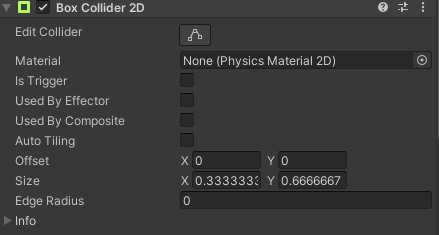 Box Collider 2D
Edit Collider
Material None (Physics Material 2D)
Is Trigger
Used By Effector
Used By Composite
Auto Tiling
Offset X 0 Y 0
Size X 0.3333333 Y 0.6666667
Edge Radius 0
Info